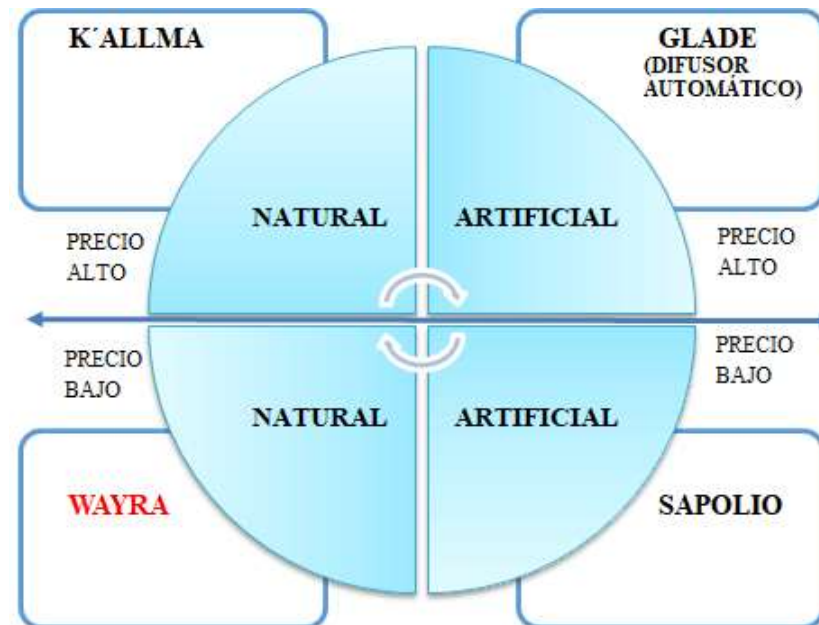 K´ALLMA
GLADE
(DIFUSOR
AUTOMÁTICO)
NATURAL
ARTIFICIAL
PRECIO
ALTO
PRECIO
ALTO
PRECIO
BAJO
PRECIO
BAJO
NATURAL
ARTIFICIAL
WAYRA
SAPOLIO